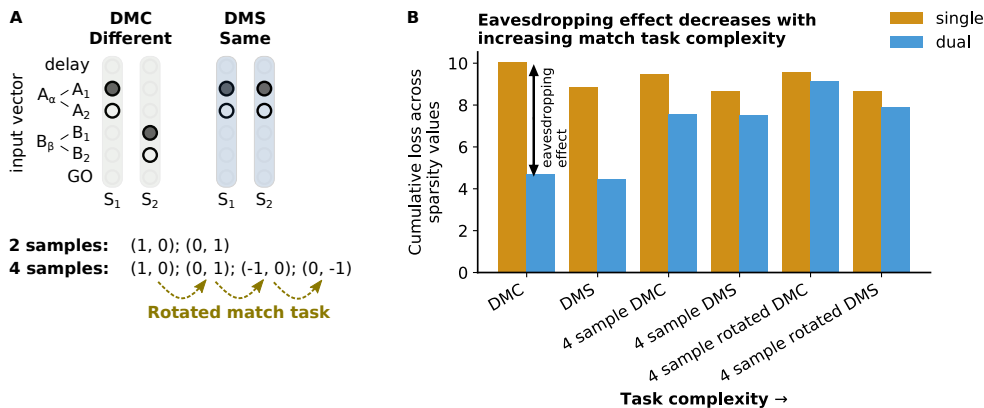 A
DMC
Different
DMS
Same
input vector
delay
Aα
A1
A2
Bβ
B1
B2
GO
S1
S2
S1
S2
2 samples: (1, 0); (0, 1)
4 samples: (1, 0); (0, 1); (-1, 0); (0, -1)
Rotated match task
B
Eavesdropping effect decreases with
increasing match task complexity
single
dual
Cumulative loss across
sparsity values
10
8
6
4
2
0
eavesdropping
effect
DMC
DMS
4 sample DMC
4 sample DMS
4 sample rotated DMC
4 sample rotated DMS
Task complexity →